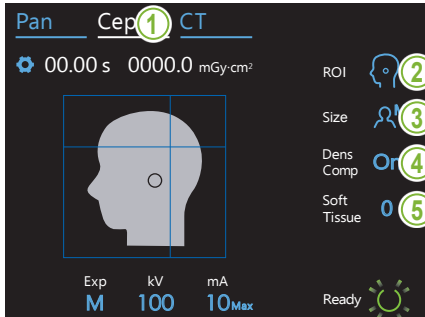 Pan Cep 1 CT
00.00 s 0000.0 mGy·cm²
ROI 2
Size 3
Dens
Comp On 4
Soft
Tissue 0 5
Exp kV mA
M 100 10Max
Ready